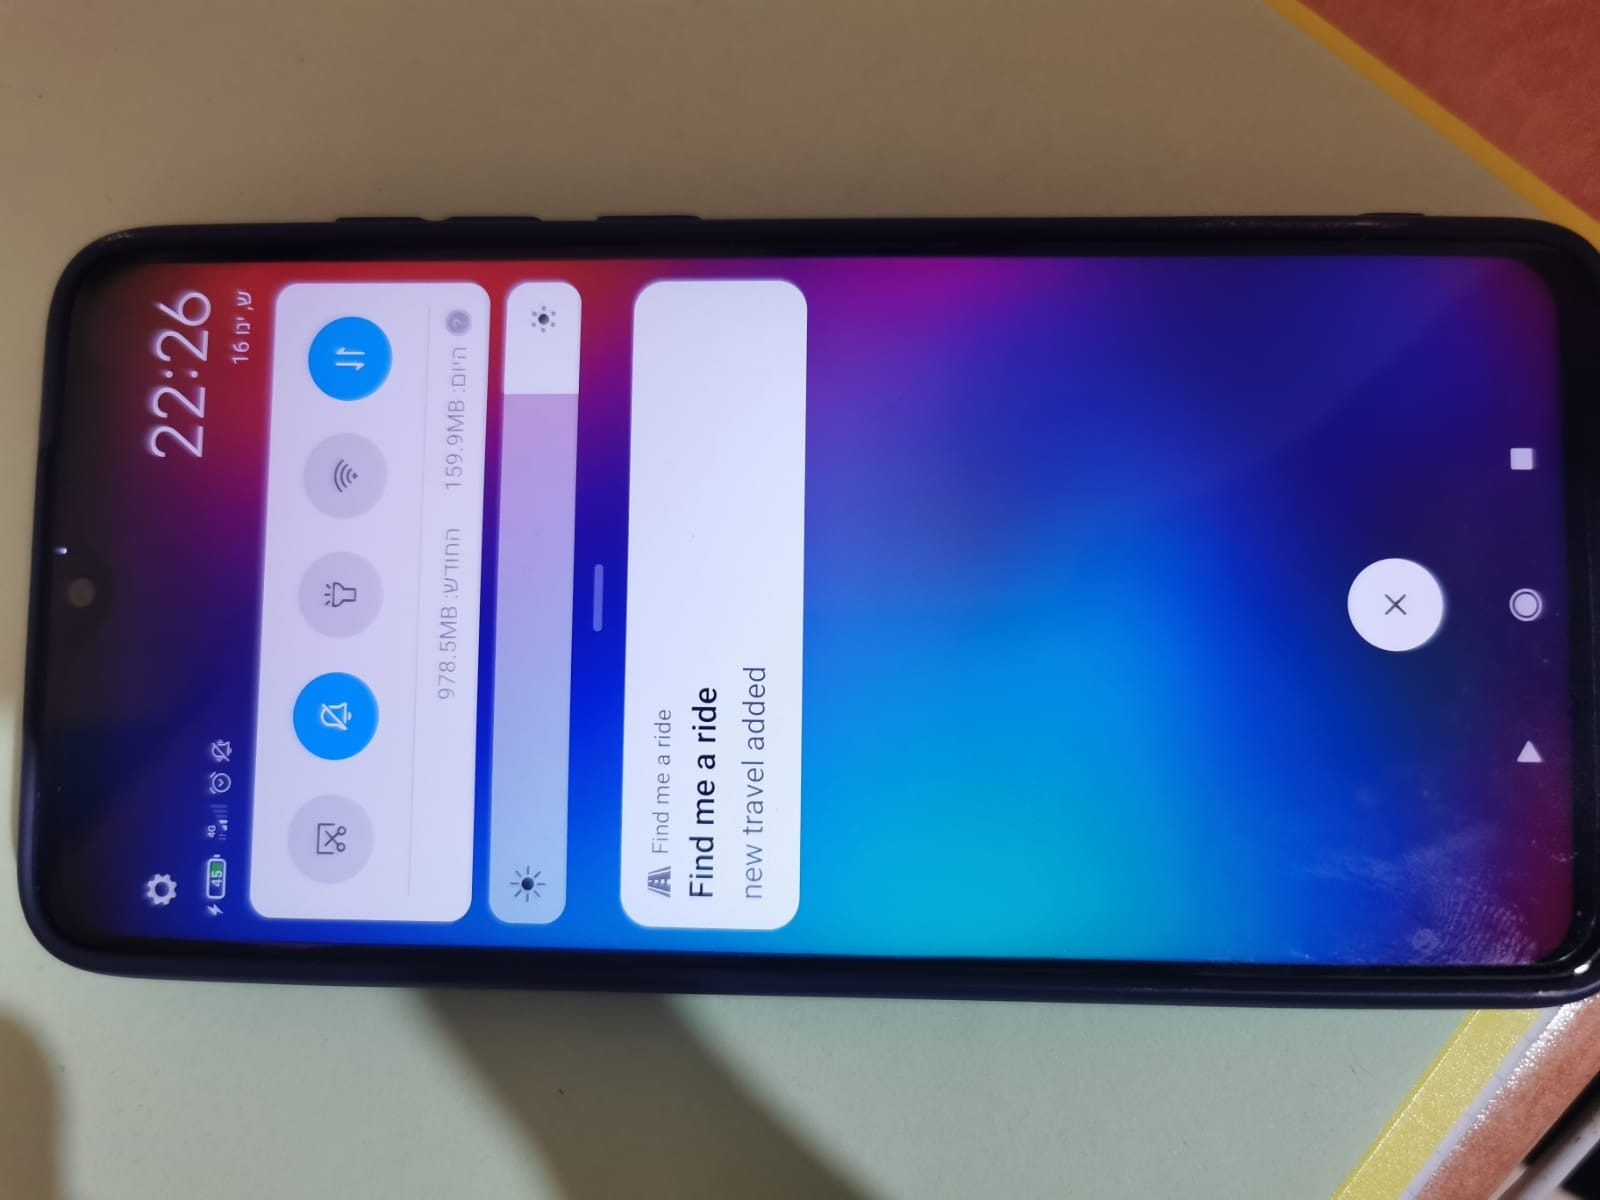 22:26
ש, ינו 16
4G
45
היום: 159.9MB
החודש: 978.5MB
Find me a ride
Find me a ride
new travel added